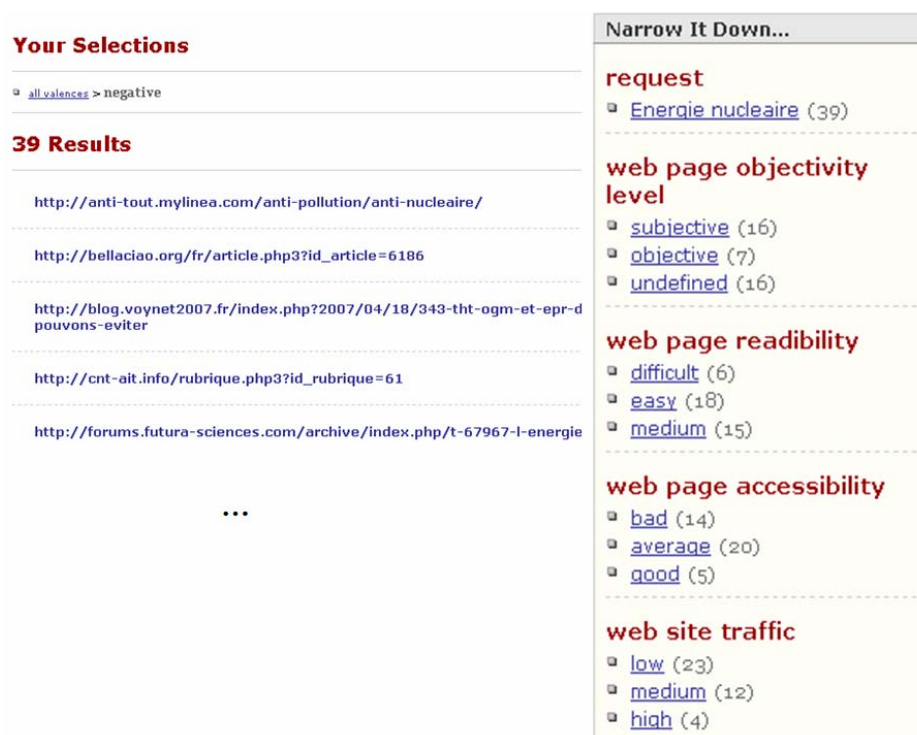 Your Selections
all valences > negative
39 Results
http://anti-tout.mylinea.com/anti-pollution/anti-nucleaire/
http://bellaciao.org/fr/article.php3?id_article=6186
http://blog.voynet2007.fr/index.php?2007/04/18/343-tht-ogm-et-epr-d
pouvons-eviter
http://cnt-ait.info/rubrique.php3?id_rubrique=61
http://forums.futura-sciences.com/archive/index.php/t-67967-l-energie
...
Narrow It Down...
request
Energie nucleaire (39)
web page objectivity
level
subjective (16)
objective (7)
undefined (16)
web page readibility
difficult (6)
easy (18)
medium (15)
web page accessibility
bad (14)
average (20)
good (5)
web site traffic
low (23)
medium (12)
high (4)